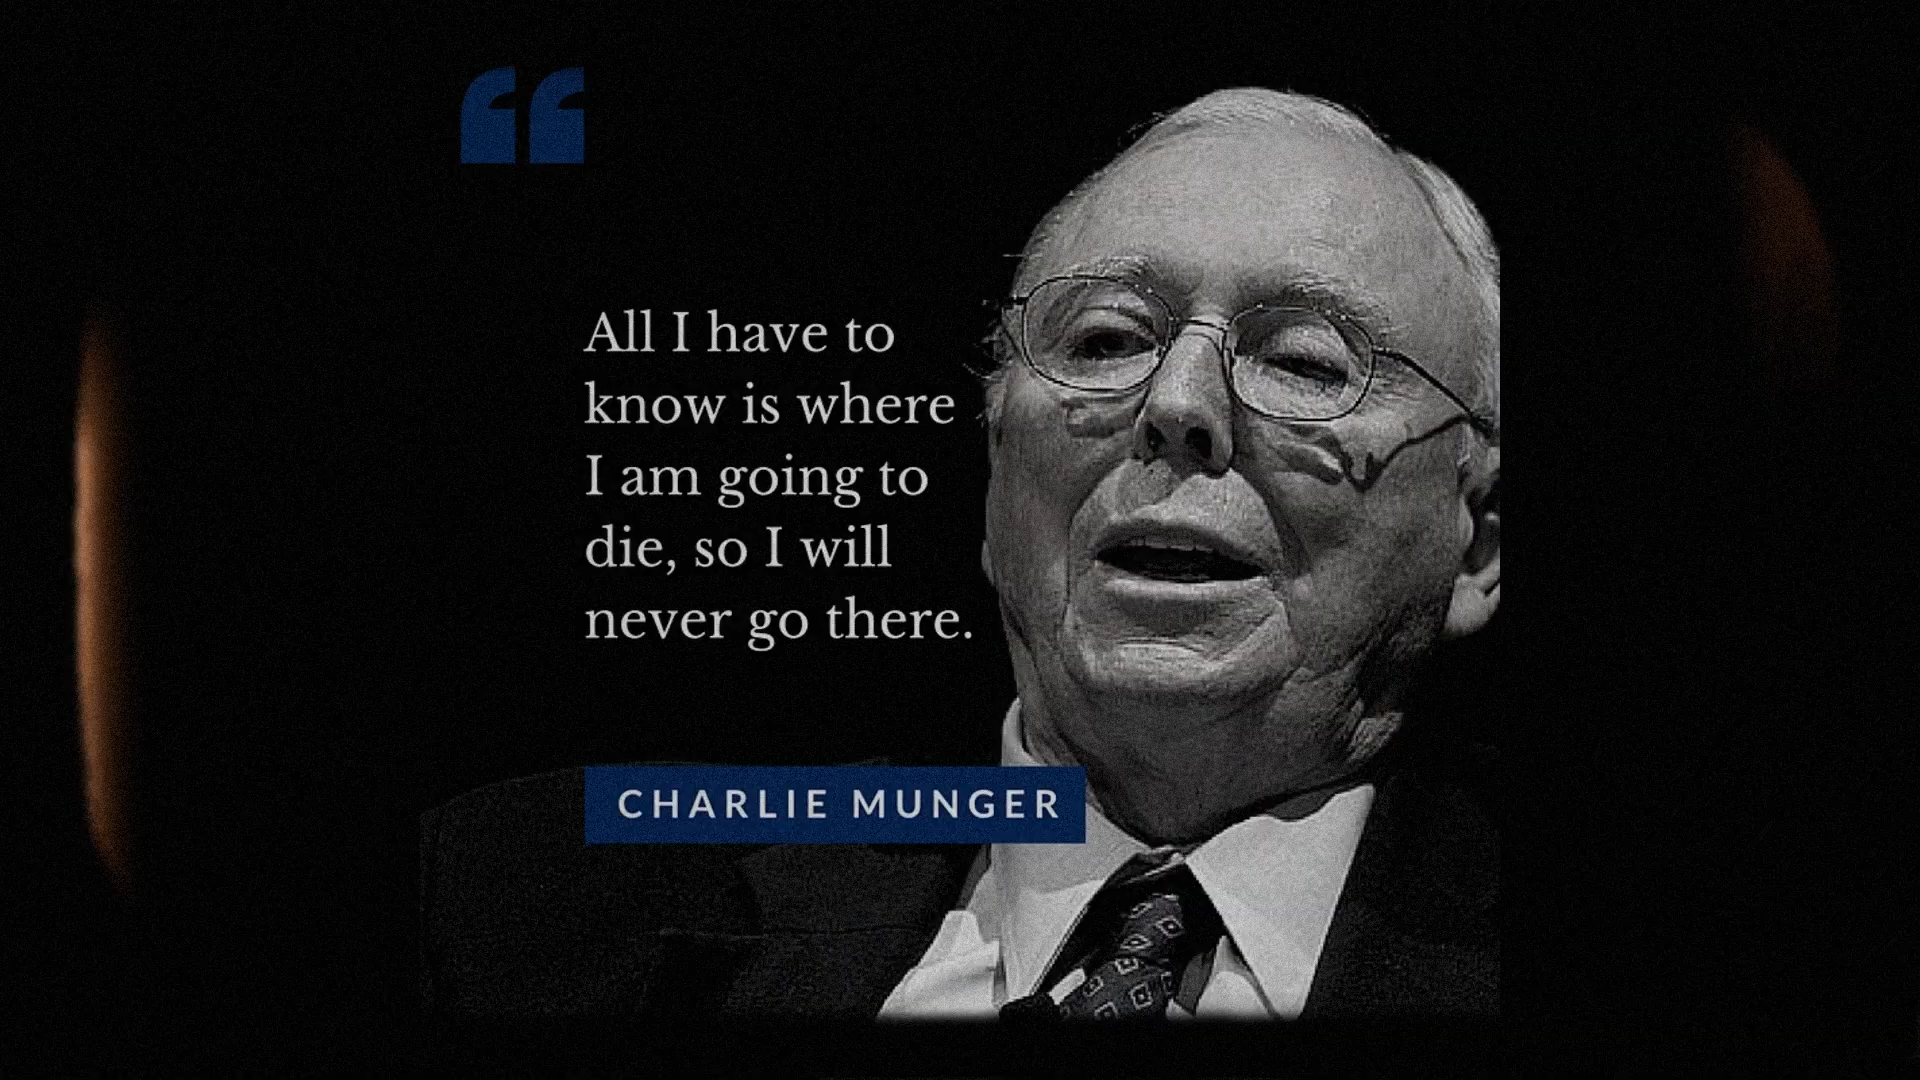 “
All I have to
know is where
I am going to
die, so I will
never go there.
CHARLIE MUNGER